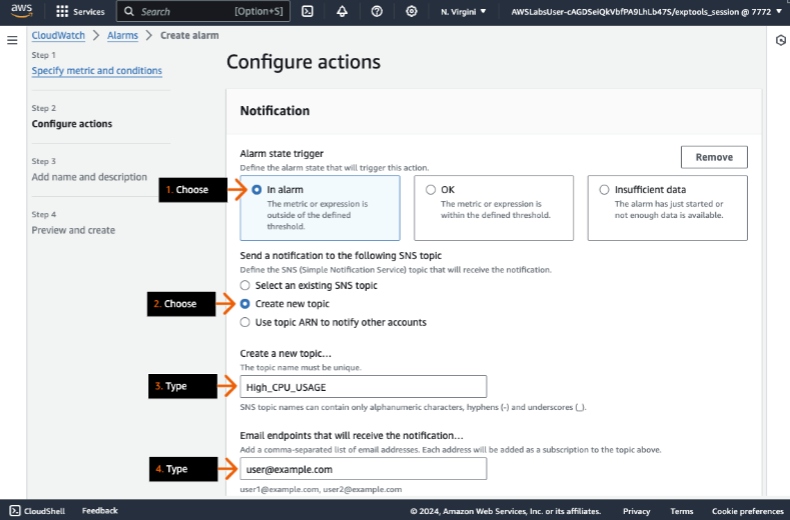 aws
Services
Search
[Option+S]
N. Virgini
AWSLabsUser-cAGDSeiQkVbfPA9LhLb47S/exptools_session @ 7772
CloudWatch
Alarms
Create alarm
Step 1
Specify metric and conditions
Step 2
Configure actions
Step 3
Add name and description
Step 4
Preview and create
Configure actions
Notification
Alarm state trigger
Define the alarm state that will trigger this action.
Remove
1. Choose
In alarm
The metric or expression is
outside of the defined
threshold.
OK
The metric or expression is
within the defined threshold.
Insufficient data
The alarm has just started or
not enough data is available.
Send a notification to the following SNS topic
Define the SNS (Simple Notification Service) topic that will receive the notification.
Select an existing SNS topic
2. Choose
Create new topic
Use topic ARN to notify other accounts
Create a new topic...
The topic name must be unique.
3. Type
High_CPU_USAGE
SNS topic names can contain only alphanumeric characters, hyphens (-) and underscores (_).
Email endpoints that will receive the notification...
Add a comma-separated list of email addresses. Each address will be added as a subscription to the topic above.
4. Type
user@example.com
user1@example.com, user2@example.com
CloudShell
Feedback
© 2024, Amazon Web Services, Inc. or its affiliates.
Privacy
Terms
Cookie preferences